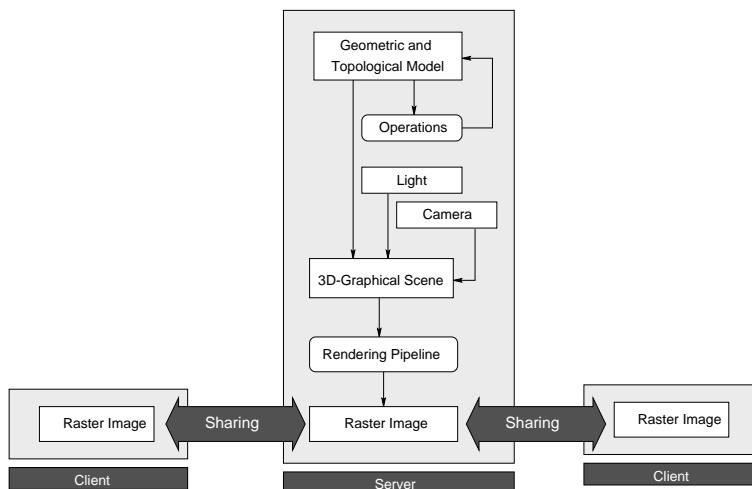 Geometric and
Topological Model
Operations
Light
Camera
3D-Graphical Scene
Rendering Pipeline
Raster Image
Sharing
Raster Image
Sharing
Raster Image
Client
Server
Client